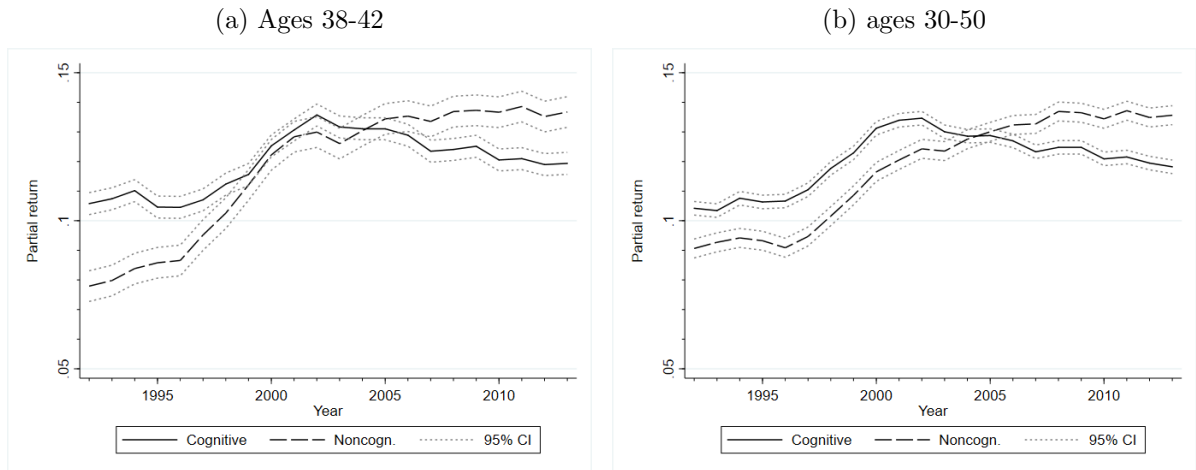 (a) Ages 38-42
Partial return
.15
.1
.05
1995 2000 2005 2010
Year
Cognitive Noncogn. 95% CI
(b) ages 30-50
Partial return
.15
.1
.05
1995 2000 2005 2010
Year
Cognitive Noncogn. 95% CI